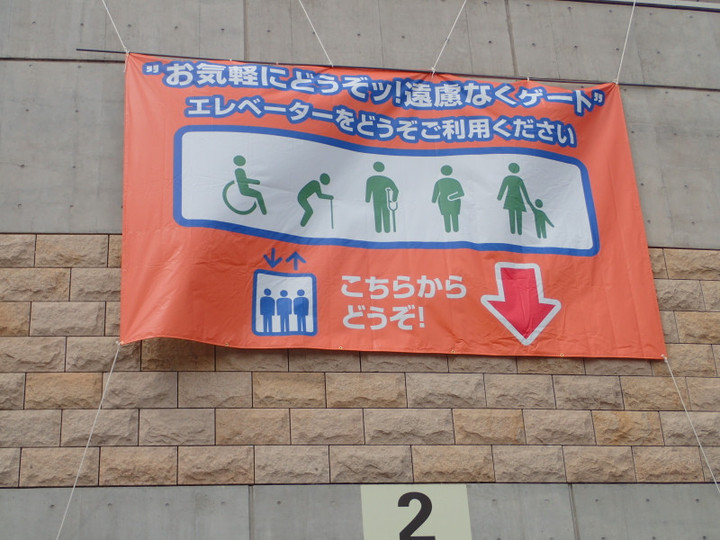 ”お気軽にどうぞッ!遠慮なくゲート”
エレベーターをどうぞご利用ください
こちらから
どうぞ!
2